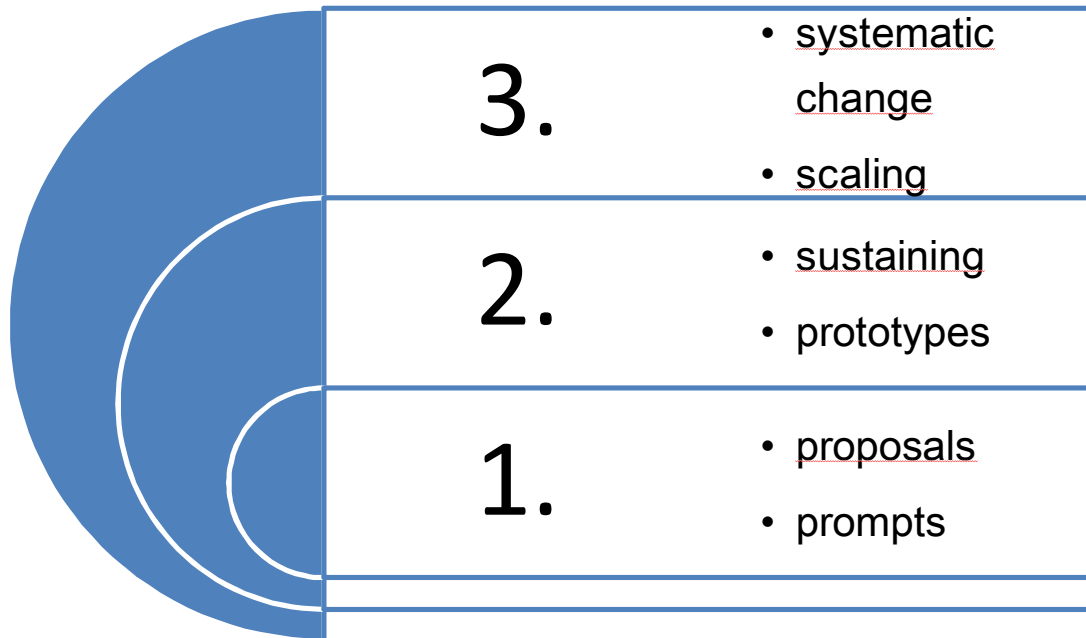 3.
• systematic
change
• scaling
2.
• sustaining
• prototypes
1.
• proposals
• prompts